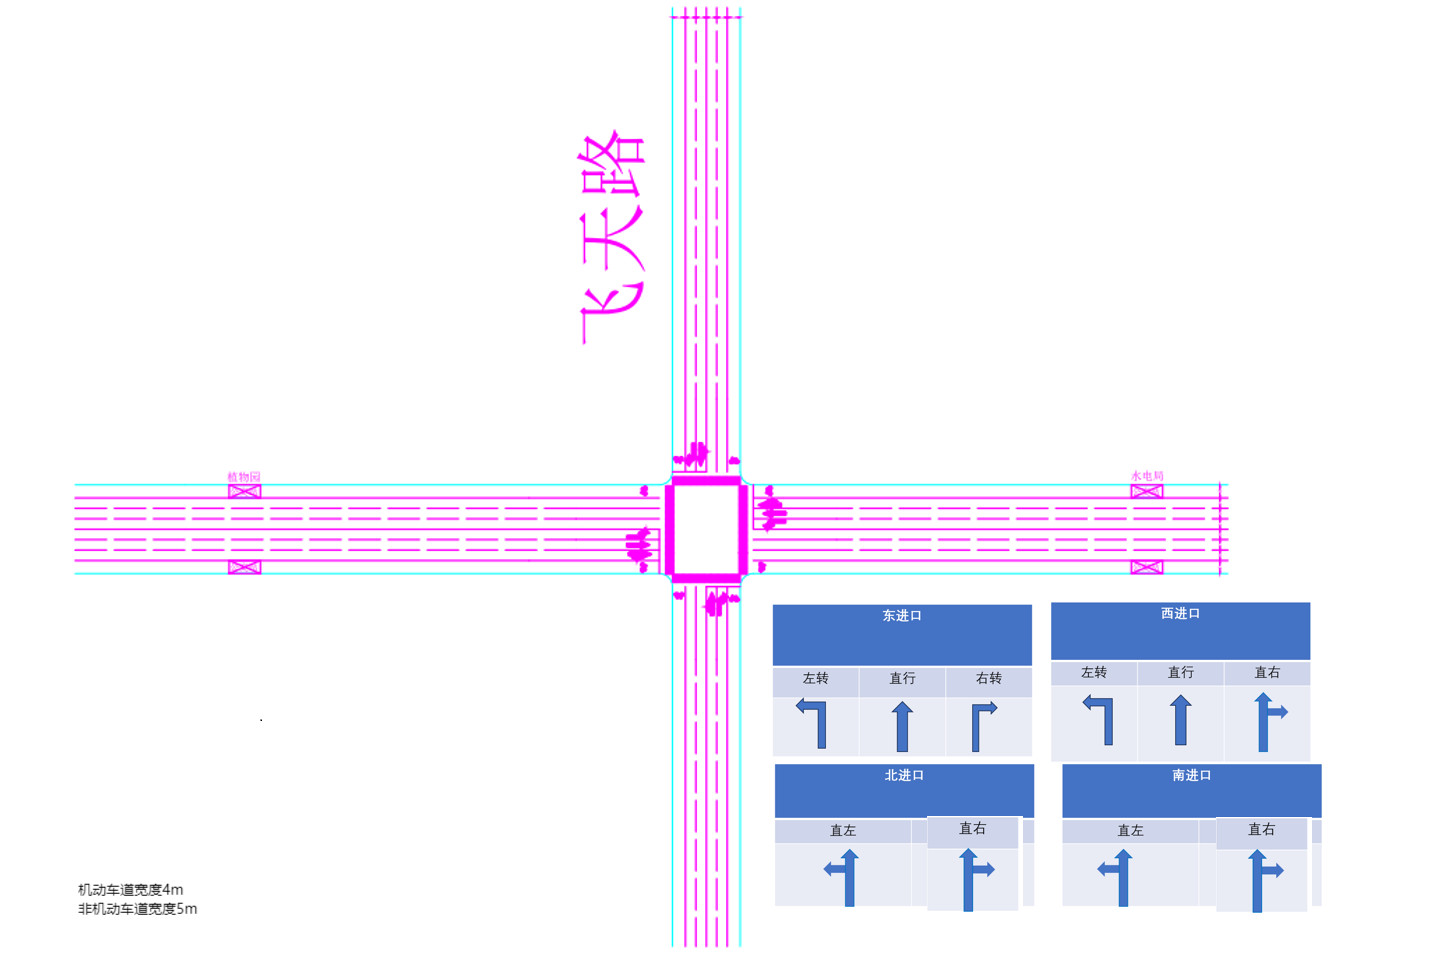 飞天路
植物园
水电局
东进口
左转 直行 右转
西进口
左转 直行 直右
北进口
直左 直右
南进口
直左 直右
机动车道宽度4m
非机动车道宽度5m